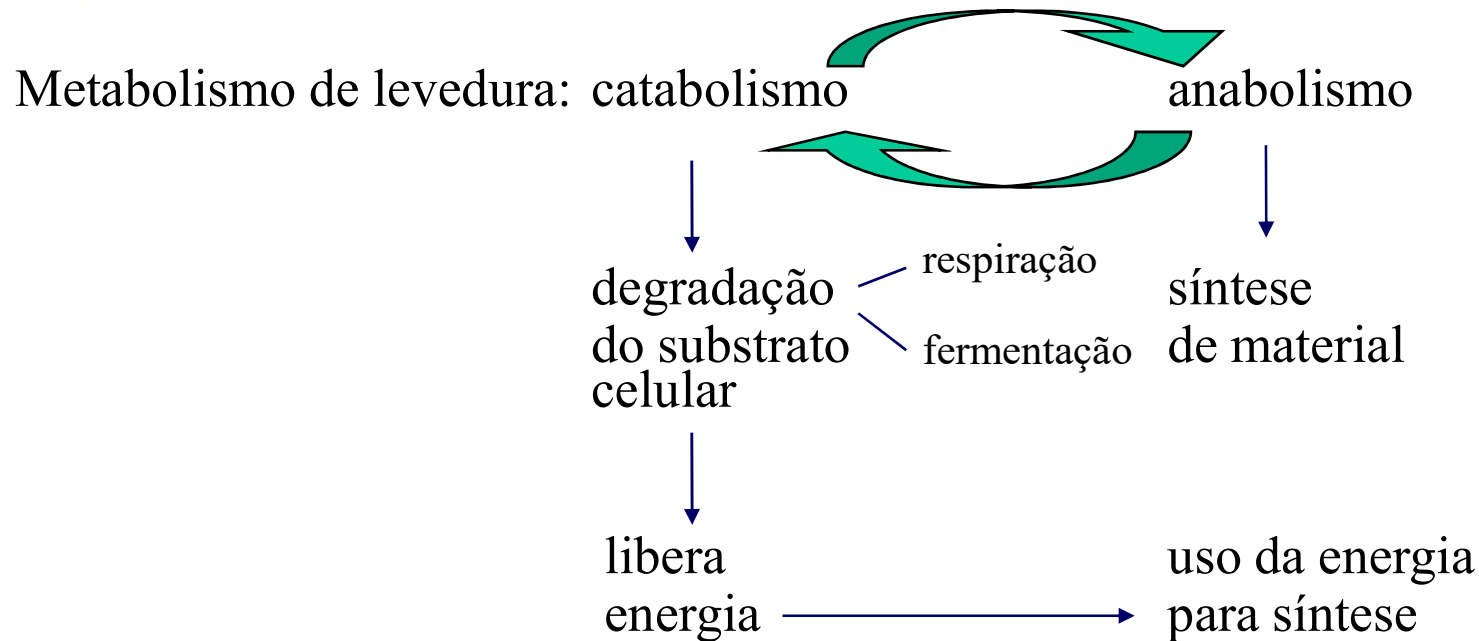 Metabolismo de levedura: catabolismo anabolismo
degradação
do substrato
celular
respiração
fermentação
síntese
de material
libera
energia
uso da energia
para síntese